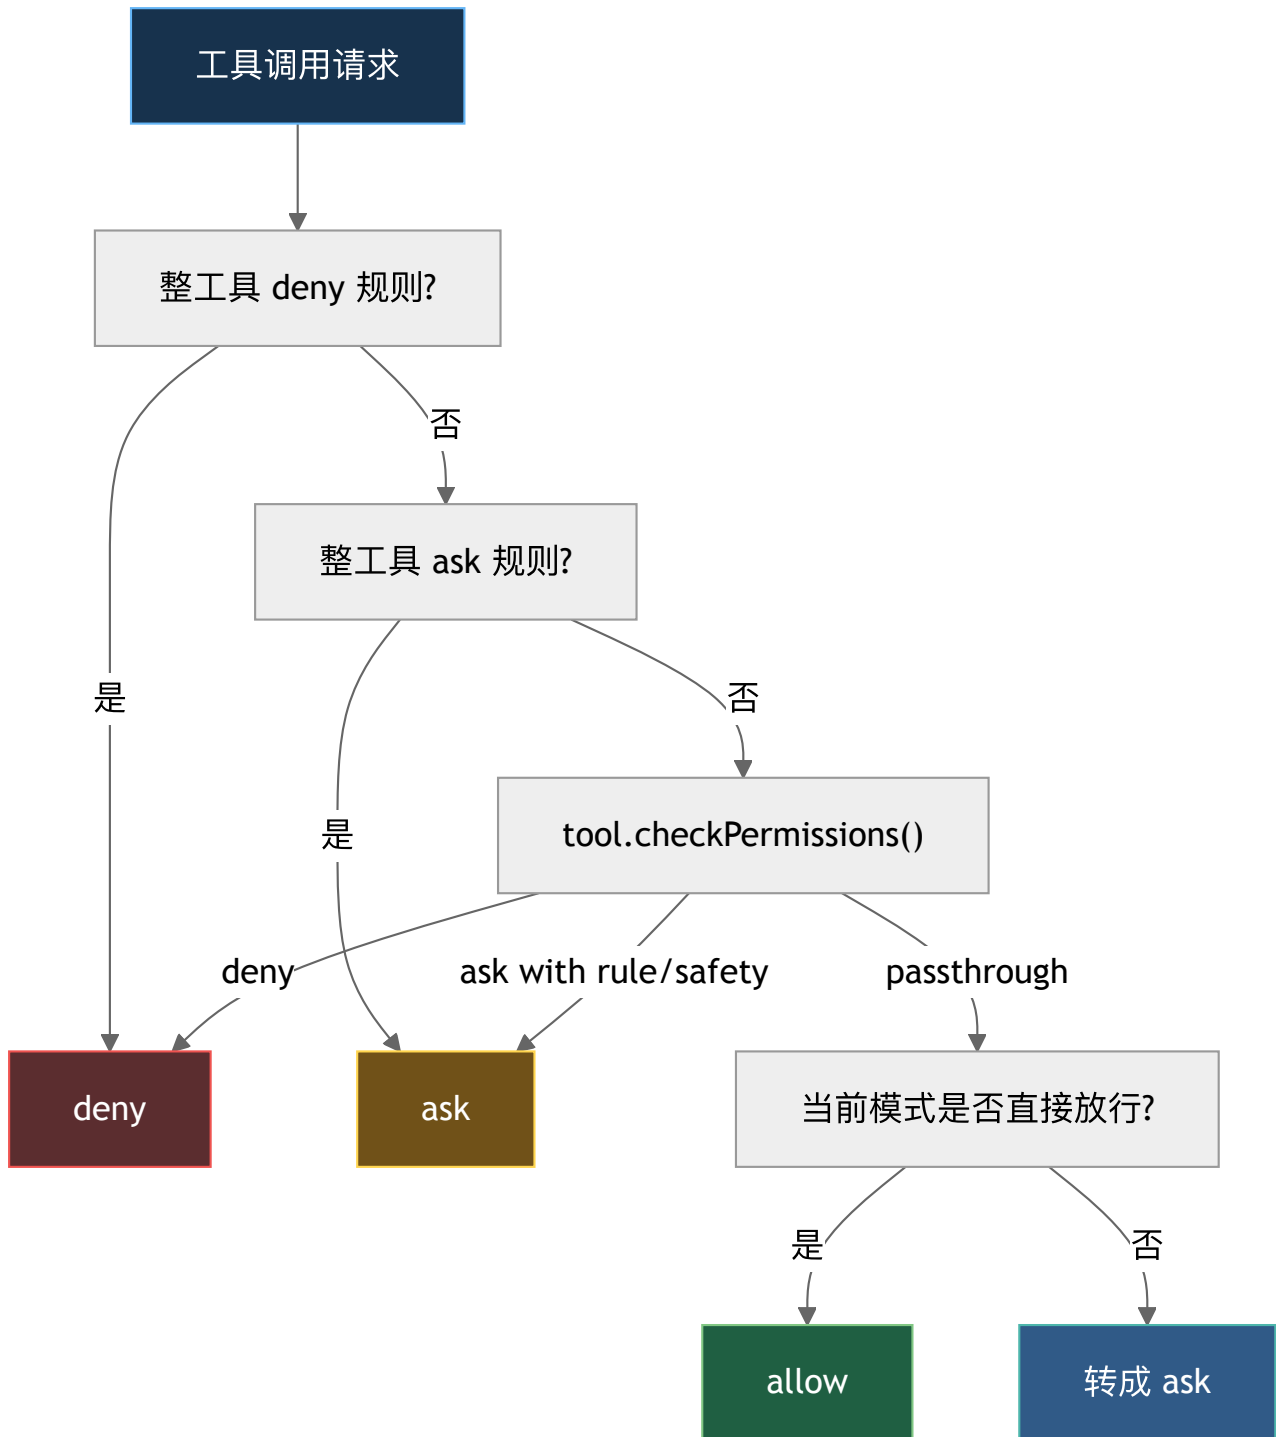 工具调用请求
整工具 deny 规则?
否
整工具 ask 规则?
是
否
是
tool.checkPermissions()
deny
ask with rule/safety
passthrough
deny
ask
当前模式是否直接放行?
是
否
allow
转成 ask